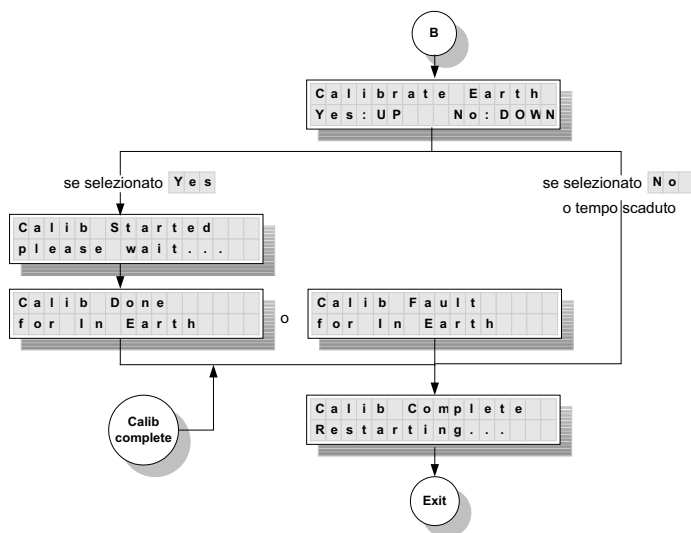 B
Calibrate Earth
Yes:UP No:DOWN
se selezionato Yes
se selezionato No
o tempo scaduto
Calib Started
please wait...
Calib Done
for In Earth
o
Calib Fault
for In Earth
Calib
complete
Calib Complete
Restarting...
Exit